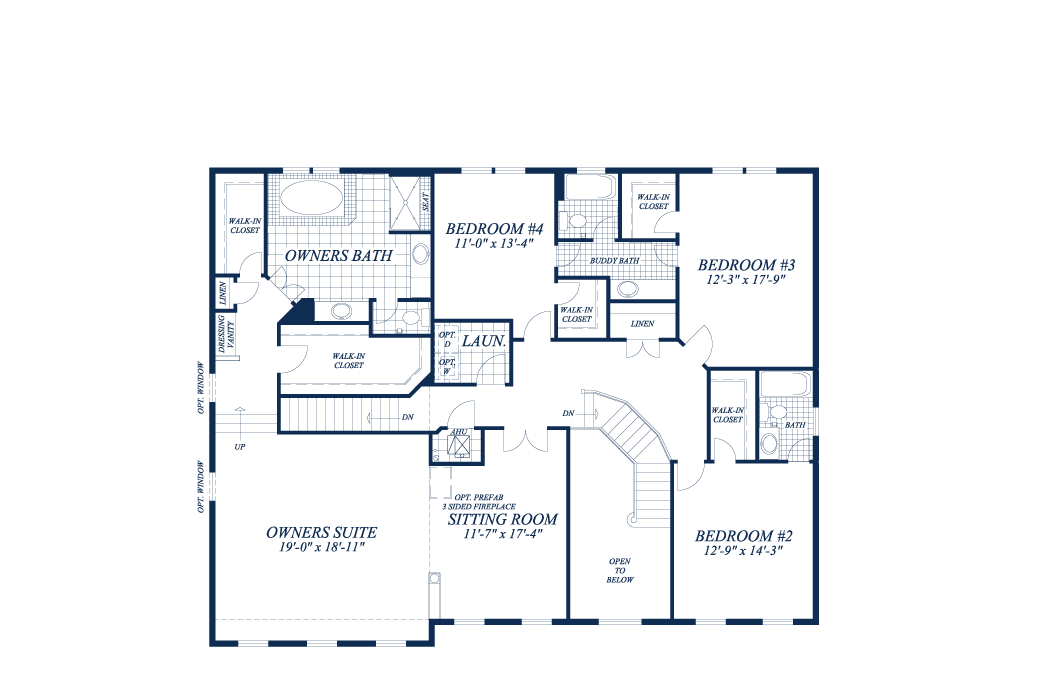 WALK-IN
CLOSET
SEAT
OWNERS BATH
LINEN
DRESSING
VANITY
BEDROOM #4
11'-0" x 13'-4"
WALK-IN
CLOSET
BUDDY BATH
BEDROOM #3
12'-3" x 17'-9"
WALK-IN
CLOSET
LINEN
OPT.
D
OPT.
W
LAUN.
WALK-IN
CLOSET
OPT. WINDOW
DN
UP
AHU
DN
WALK-IN
CLOSET
BATH
OPT. WINDOW
OPT. PREFAB
3 SIDED FIREPLACE
SITTING ROOM
11'-7" x 17'-4"
OWNERS SUITE
19'-0" x 18'-11"
OPEN
TO
BELOW
BEDROOM #2
12'-9" x 14'-3"